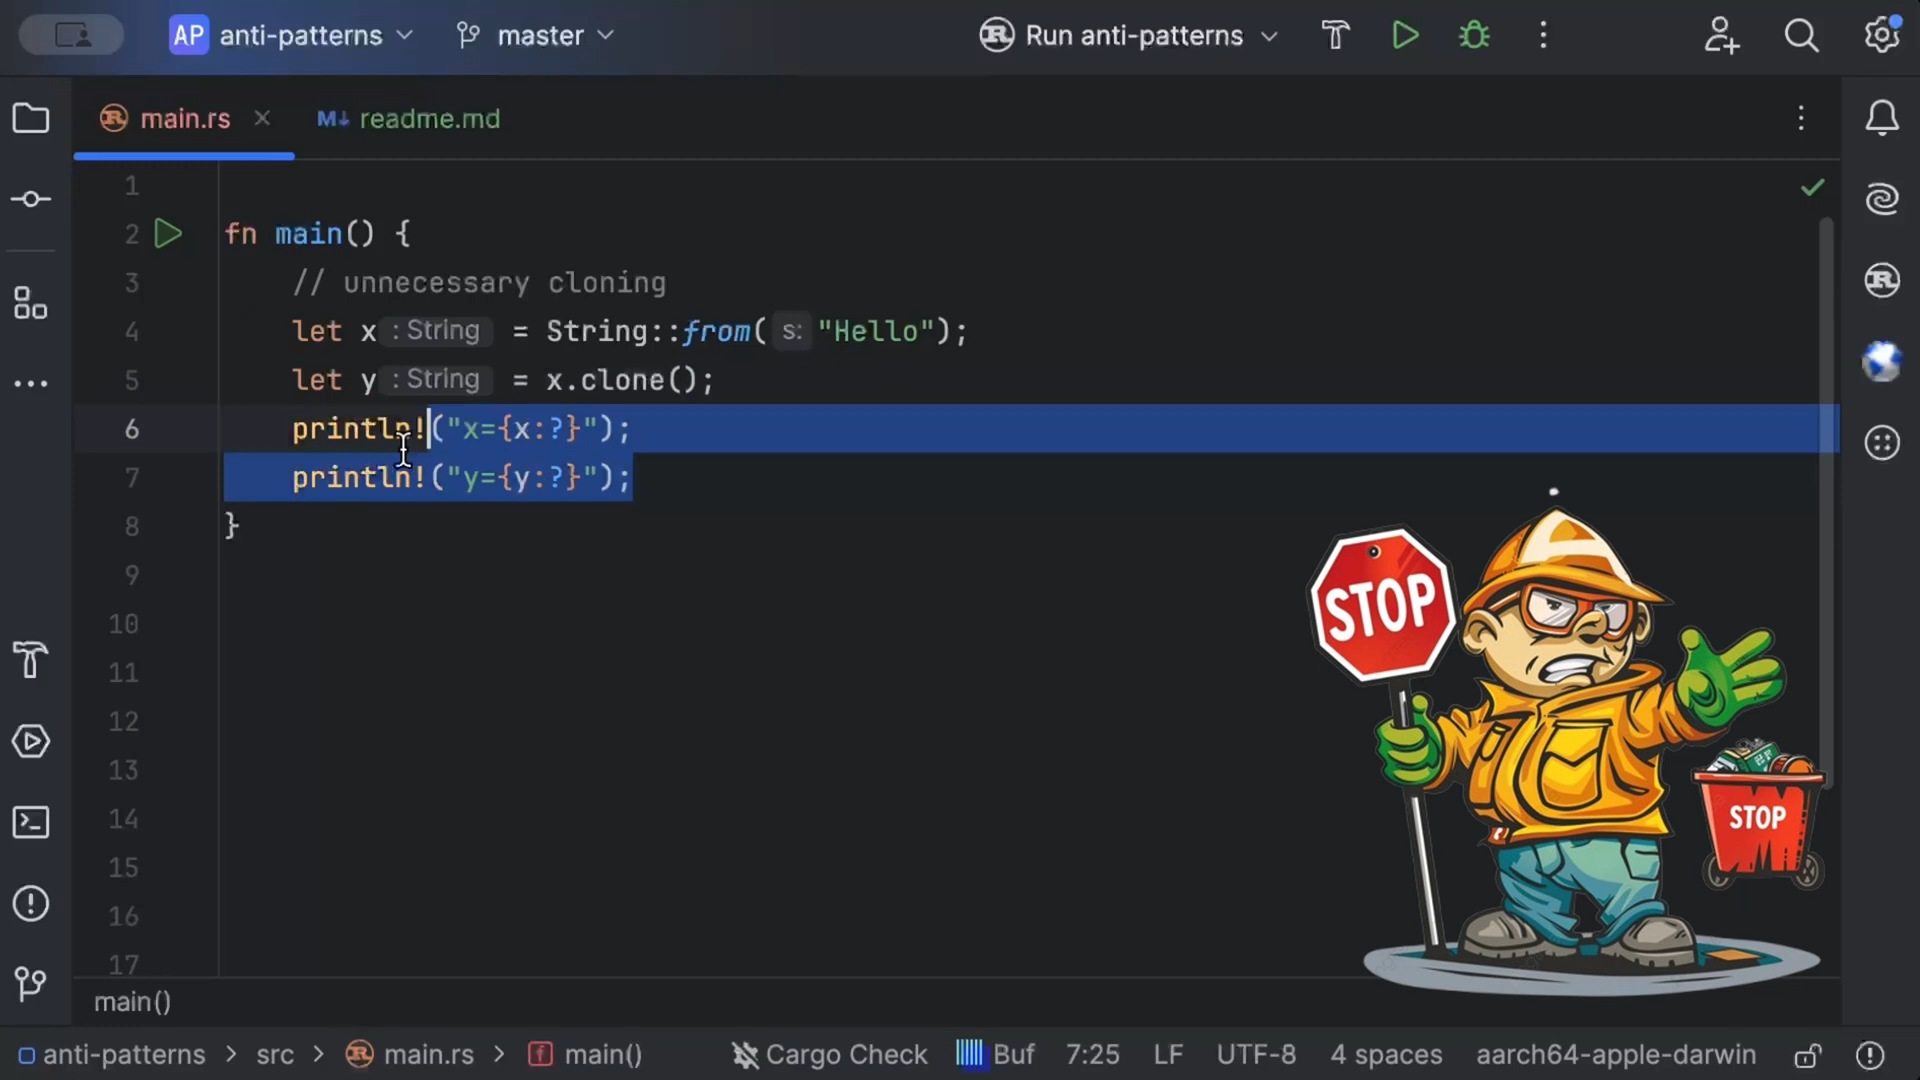 AP anti-patterns master Run anti-patterns
main.rs M↓ readme.md
1
2 fn main() {
3 // unnecessary cloning
4 let x : String = String::from( s: "Hello");
5 let y : String = x.clone();
6 println!("x={x:?}");
7 println!("y={y:?}");
8 }
9
10
11
12
13
14
15
16
17
STOP
STOP
main()
anti-patterns > src > main.rs > f main() Cargo Check Buf 7:25 LF UTF-8 4 spaces aarch64-apple-darwin